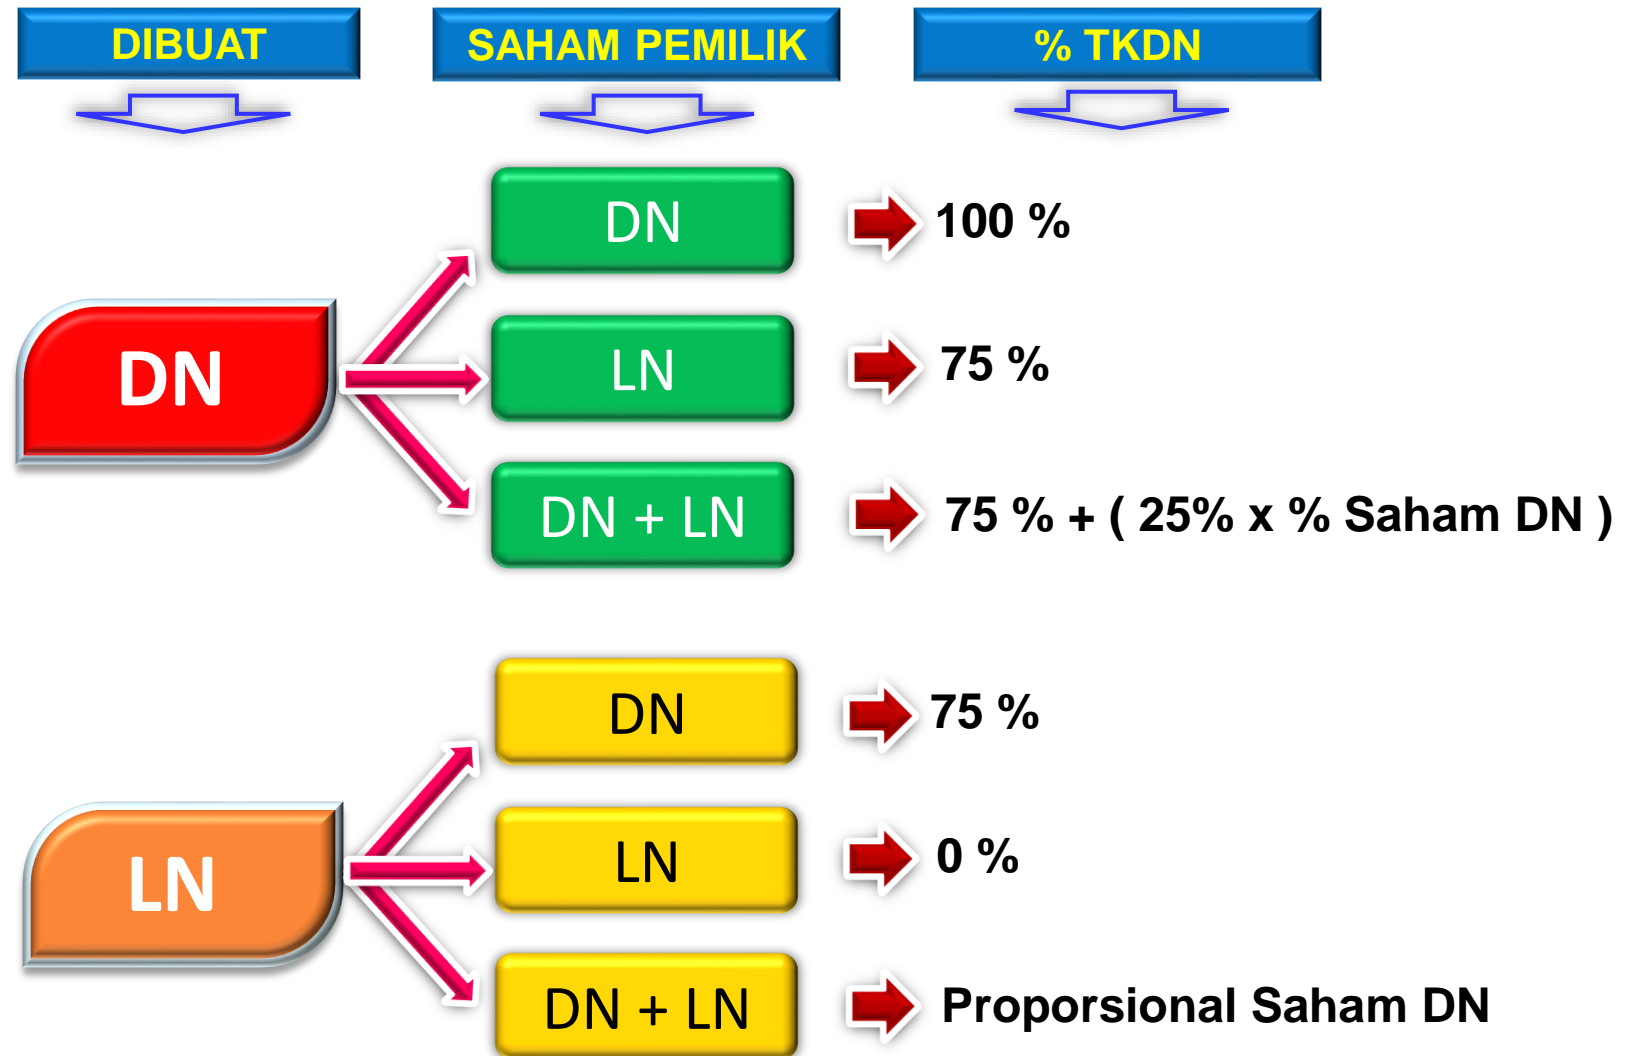 DIBUAT
SAHAM PEMILIK
% TKDN
DN
DN
100 %
LN
75 %
DN + LN
75 % + ( 25% x % Saham DN )
LN
DN
75 %
LN
0 %
DN + LN
Proporsional Saham DN